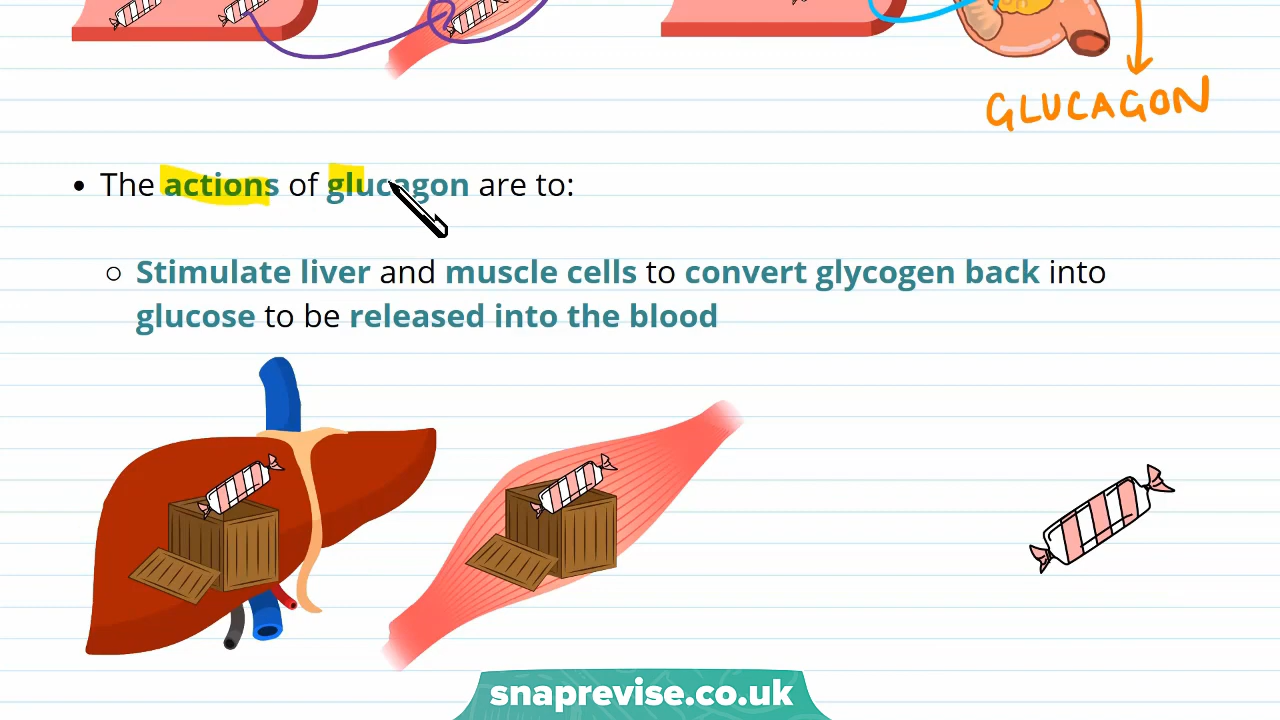 GLUCAGON
• The actions of glucagon are to:
○ Stimulate liver and muscle cells to convert glycogen back into
glucose to be released into the blood
snaprevise.co.uk